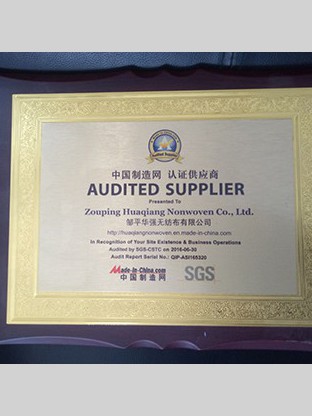 Audited Supplier
中国制造网 认证供应商
AUDITED SUPPLIER
Presented To
Zouping Huaqiang Nonwoven Co., Ltd.
邹平华强无纺布有限公司
http://huaqiangnonwoven.en.made-in-china.com
In Recognition of Your Site Existence & Business Operations
Audited by SGS-CSTC on 2016-06-30
Audit Report Serial No.: QIP-ASI165320
Made-in-China.com
中国制造网
SGS